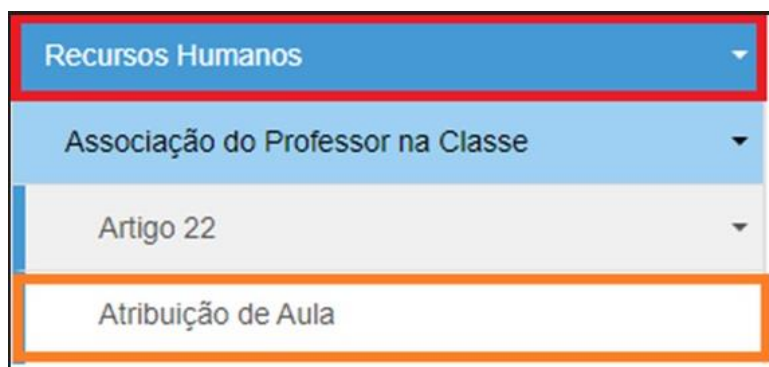 Recursos Humanos
Associação do Professor na Classe
Artigo 22
Atribuição de Aula